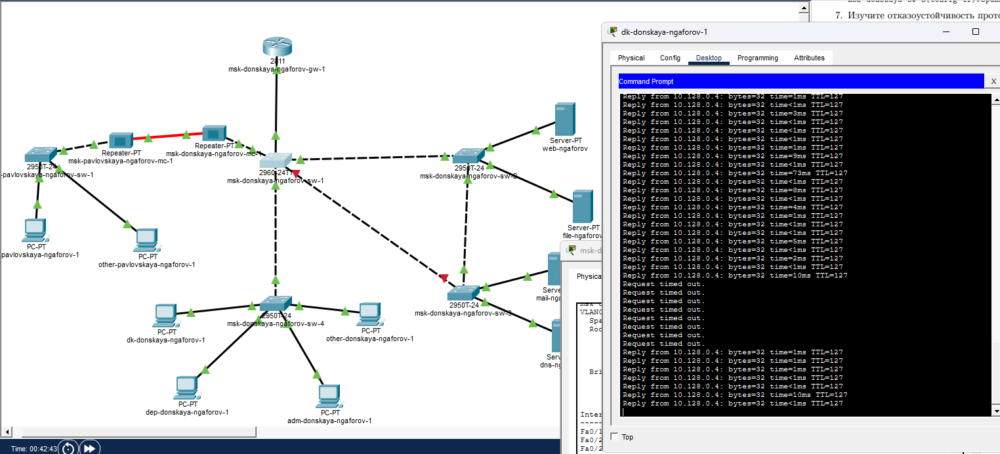 7. Изучите отказоустойчивость прото
2811
msk-donskaya-ngaforov-gw-1
Repeater-PT
msk-pavlovskaya-ngaforov-mc-1
Repeater-PT
msk-donskaya-ngaforov-mc-1
2950T-24
-pavlovskaya-ngaforov-sw-1
2960-24TT
msk-donskaya-ngaforov-sw-1
2950T-24
msk-donskaya-ngaforov-sw-2
Server-PT
web-ngaforov
Server-PT
file-ngaforov
PC-PT
pavlovskaya-ngaforov-1
PC-PT
other-pavlovskaya-ngaforov-1
2950T-24
msk-donskaya-ngaforov-sw-3
Serve
mail-nga
Serv
dns-ng
2950T-24
msk-donskaya-ngaforov-sw-4
PC-PT
dk-donskaya-ngaforov-1
PC-PT
other-donskaya-ngaforov-1
PC-PT
dep-donskaya-ngaforov-1
PC-PT
adm-donskaya-ngaforov-1
Time: 00:42:43
msk-d
Physica
VLANC
Spa
Roo
Bri
Inter
-----
Fa0/1
Fa0/2
Fa0/2
dk-donskaya-ngaforov-1
Physical Config Desktop Programming Attributes
Command Prompt X
Reply from 10.128.0.4: bytes=32 time=1ms TTL=127
Reply from 10.128.0.4: bytes=32 time<1ms TTL=127
Reply from 10.128.0.4: bytes=32 time=3ms TTL=127
Reply from 10.128.0.4: bytes=32 time<1ms TTL=127
Reply from 10.128.0.4: bytes=32 time<1ms TTL=127
Reply from 10.128.0.4: bytes=32 time<1ms TTL=127
Reply from 10.128.0.4: bytes=32 time=1ms TTL=127
Reply from 10.128.0.4: bytes=32 time=9ms TTL=127
Reply from 10.128.0.4: bytes=32 time<1ms TTL=127
Reply from 10.128.0.4: bytes=32 time=73ms TTL=127
Reply from 10.128.0.4: bytes=32 time<1ms TTL=127
Reply from 10.128.0.4: bytes=32 time=8ms TTL=127
Reply from 10.128.0.4: bytes=32 time<1ms TTL=127
Reply from 10.128.0.4: bytes=32 time=4ms TTL=127
Reply from 10.128.0.4: bytes=32 time=1ms TTL=127
Reply from 10.128.0.4: bytes=32 time<1ms TTL=127
Reply from 10.128.0.4: bytes=32 time<1ms TTL=127
Reply from 10.128.0.4: bytes=32 time=5ms TTL=127
Reply from 10.128.0.4: bytes=32 time<1ms TTL=127
Reply from 10.128.0.4: bytes=32 time=2ms TTL=127
Reply from 10.128.0.4: bytes=32 time<1ms TTL=127
Reply from 10.128.0.4: bytes=32 time=10ms TTL=127
Request timed out.
Request timed out.
Request timed out.
Request timed out.
Request timed out.
Request timed out.
Request timed out.
Request timed out.
Reply from 10.128.0.4: bytes=32 time=1ms TTL=127
Reply from 10.128.0.4: bytes=32 time<1ms TTL=127
Reply from 10.128.0.4: bytes=32 time=1ms TTL=127
Reply from 10.128.0.4: bytes=32 time<1ms TTL=127
Reply from 10.128.0.4: bytes=32 time<1ms TTL=127
Reply from 10.128.0.4: bytes=32 time=10ms TTL=127
Reply from 10.128.0.4: bytes=32 time<1ms TTL=127
Top